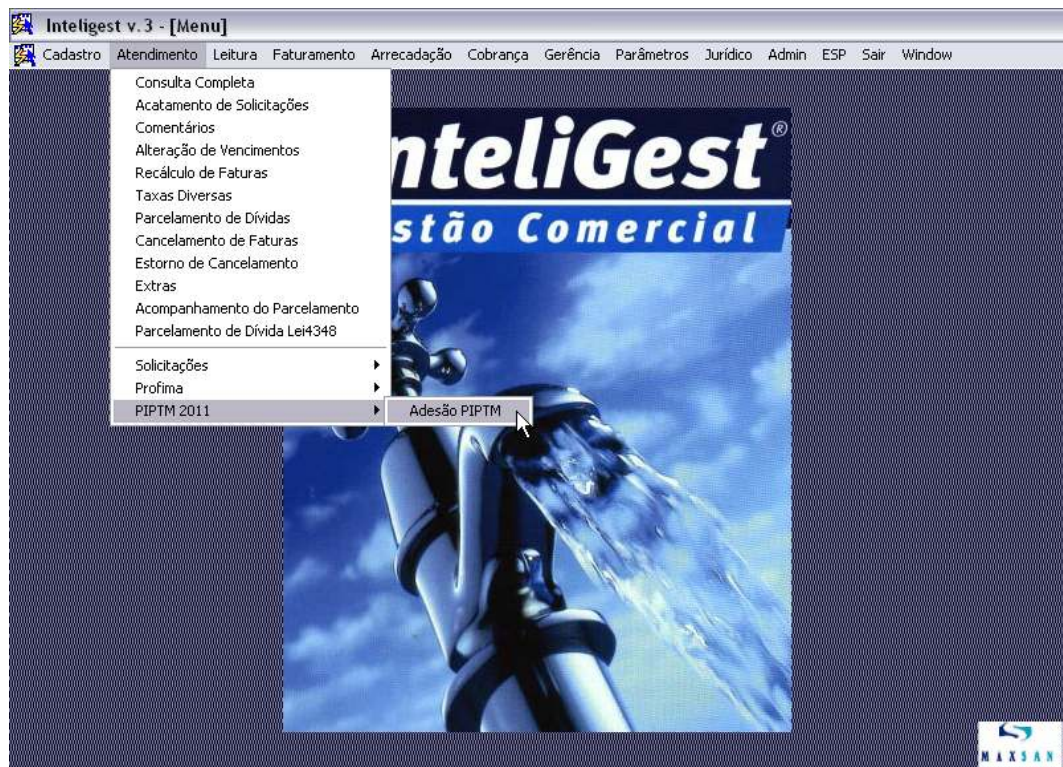 Inteligest v. 3 - [Menu]
Cadastro Atendimento Leitura Faturamento Arrecadação Cobrança Gerência Parâmetros Jurídico Admin ESP Sair Window
Consulta Completa
Acatamento de Solicitações
Comentários
Alteração de Vencimentos
Recálculo de Faturas
Taxas Diversas
Parcelamento de Dívidas
Cancelamento de Faturas
Estorno de Cancelamento
Extras
Acompanhamento do Parcelamento
Parcelamento de Dívida Lei4348
Solicitações
Profima
PIPTM 2011
Adesão PIPTM
nteliGest®
stão Comercial
MAXSAN